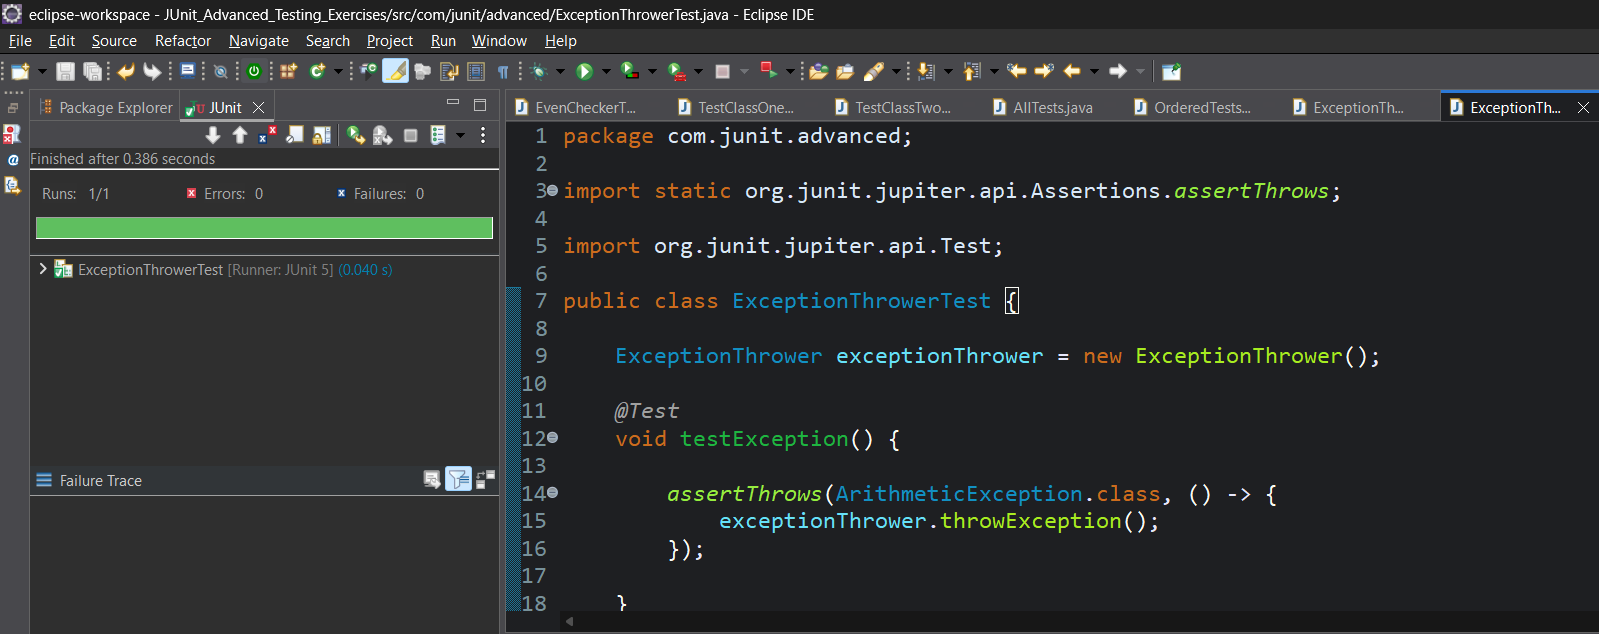 eclipse-workspace - JUnit_Advanced_Testing_Exercises/src/com/junit/advanced/ExceptionThrowerTest.java - Eclipse IDE
File Edit Source Refactor Navigate Search Project Run Window Help
Package Explorer JUnit
EvenCheckerT... TestClassOne... TestClassTwo... AllTests.java OrderedTests... ExceptionTh... ExceptionTh...
Finished after 0.386 seconds
Runs: 1/1 Errors: 0 Failures: 0
ExceptionThrowerTest [Runner: JUnit 5] (0.040 s)
Failure Trace
1 package com.junit.advanced;
2
3 import static org.junit.jupiter.api.Assertions.assertThrows;
4
5 import org.junit.jupiter.api.Test;
6
7 public class ExceptionThrowerTest {
8
9 ExceptionThrower exceptionThrower = new ExceptionThrower();
10
11 @Test
12 void testException() {
13
14 assertThrows(ArithmeticException.class, () -> {
15 exceptionThrower.throwException();
16 });
17
18 }